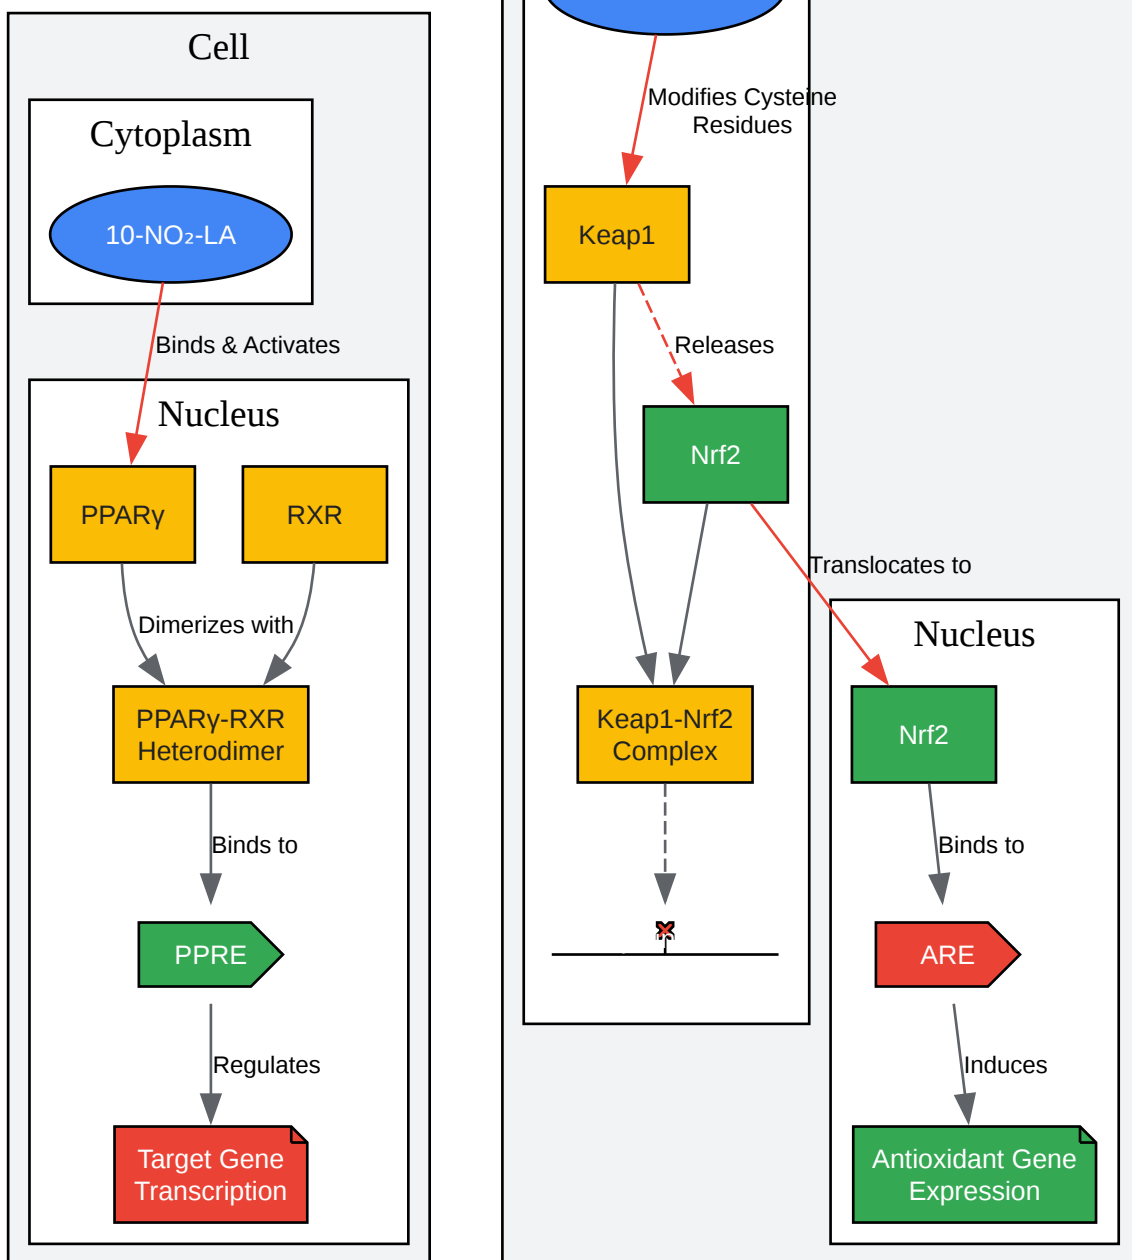 Cell
Cytoplasm
10-NO₂-LA
Binds & Activates
Nucleus
PPARγ
RXR
Dimerizes with
PPARγ-RXR
Heterodimer
Binds to
PPRE
Regulates
Target Gene
Transcription
Modifies Cysteine
Residues
Keap1
Releases
Nrf2
Translocates to
Keap1-Nrf2
Complex
Nucleus
Nrf2
Binds to
ARE
Induces
Antioxidant Gene
Expression